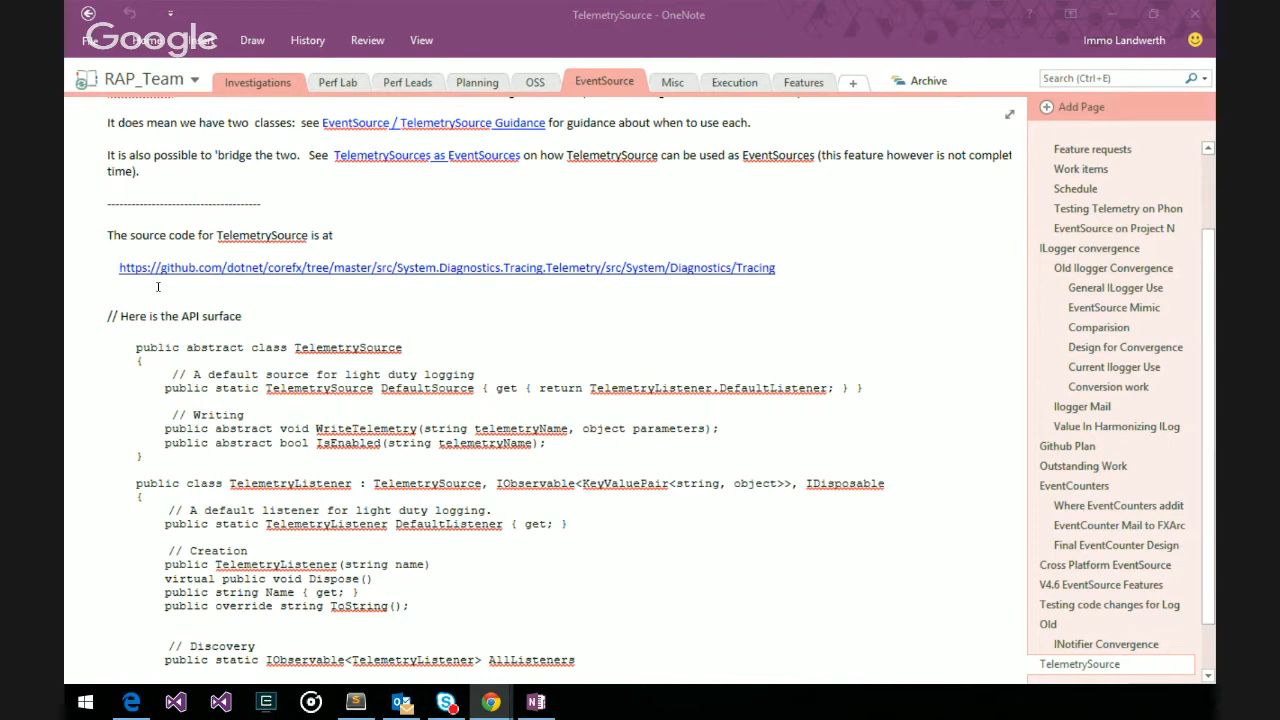 TelemetrySource - OneNote
Google
File Home Insert Draw History Review View Immo Landwerth
RAP_Team Investigations Perf Lab Perf Leads Planning OSS EventSource Misc Execution Features Archive Search (Ctrl+E)
Add Page
It does mean we have two classes: see EventSource / TelemetrySource Guidance for guidance about when to use each.
It is also possible to 'bridge the two. See TelemetrySources as EventSources on how TelemetrySource can be used as EventSources (this feature however is not complet
time).
--------------------------------------
The source code for TelemetrySource is at
https://github.com/dotnet/corefx/tree/master/src/System.Diagnostics.Tracing.Telemetry/src/System/Diagnostics/Tracing
// Here is the API surface
public abstract class TelemetrySource
{
// A default source for light duty logging
public static TelemetrySource DefaultSource { get { return TelemetryListener.DefaultListener; } }
// Writing
public abstract void WriteTelemetry(string telemetryName, object parameters);
public abstract bool IsEnabled(string telemetryName);
}
public class TelemetryListener : TelemetrySource, IObservable<KeyValuePair<string, object>>, IDisposable
{
// A default listener for light duty logging.
public static TelemetryListener DefaultListener { get; }
// Creation
public TelemetryListener(string name)
virtual public void Dispose()
public string Name { get; }
public override string ToString();
// Discovery
public static IObservable<TelemetryListener> AllListeners
Feature requests
Work items
Schedule
Testing Telemetry on Phon
EventSource on Project N
ILogger convergence
Old Ilogger Convergence
General ILogger Use
EventSource Mimic
Comparision
Design for Convergence
Current Ilogger Use
Conversion work
Ilogger Mail
Value In Harmonizing ILog
Github Plan
Outstanding Work
EventCounters
Where EventCounters addit
EventCounter Mail to FXArc
Final EventCounter Design
Cross Platform EventSource
V4.6 EventSource Features
Testing code changes for Log
Old
INotifier Convergence
TelemetrySource